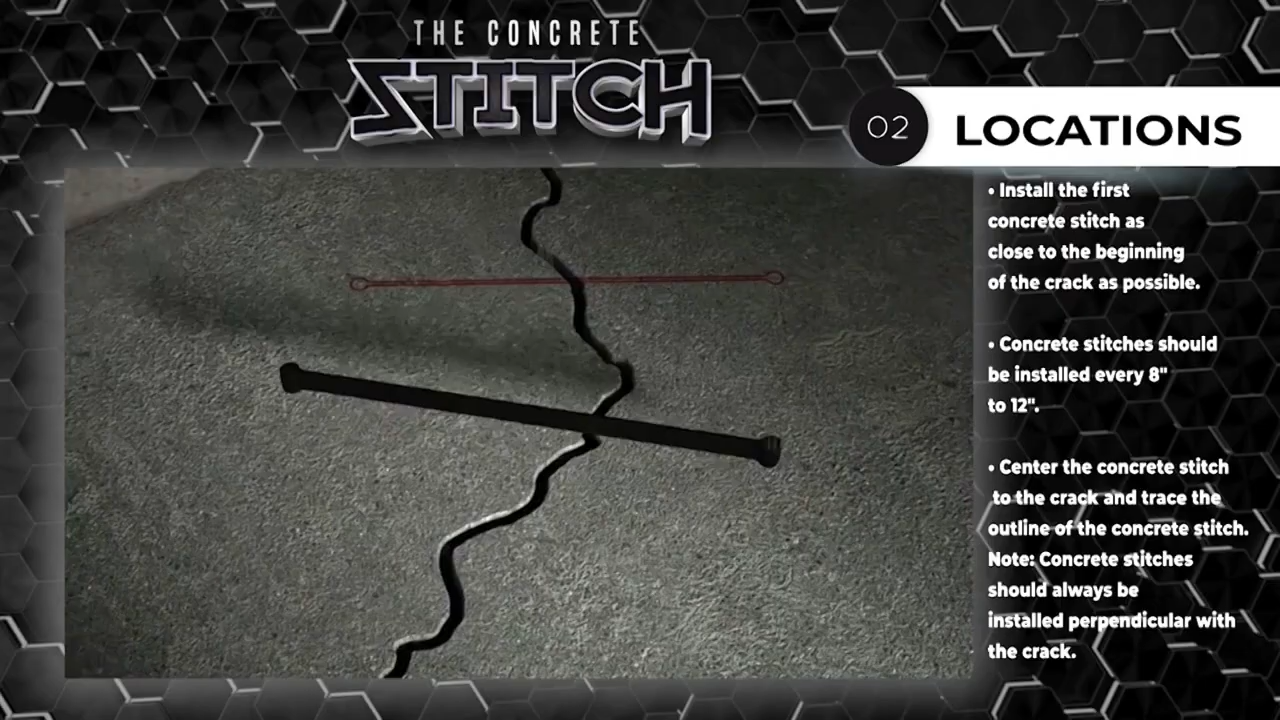 THE CONCRETE
STITCH
02
LOCATIONS
• Install the first
concrete stitch as
close to the beginning
of the crack as possible.
• Concrete stitches should
be installed every 8"
to 12".
• Center the concrete stitch
to the crack and trace the
outline of the concrete stitch.
Note: Concrete stitches
should always be
installed perpendicular with
the crack.